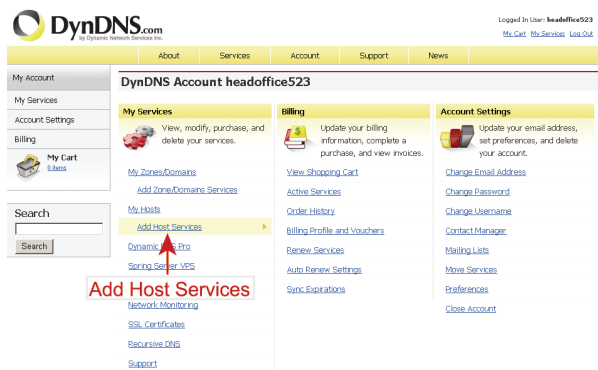 DynDNS.com
by Dynamic Network Services Inc.
Logged In User: headoffice523
My Cart My Services Log Out
About Services Account Support News
My Account
My Services
Account Settings
Billing
My Cart
0 items
Search
Search
DynDNS Account headoffice523
My Services
View, modify, purchase, and
delete your services.
My Zones/Domains
Add Zone/Domains Services
My Hosts
Add Host Services
Dynamic DNS Pro
Spring Server VPS
Add Host Services
Network Monitoring
SSL Certificates
Recursive DNS
Support
Billing
Update your billing
information, complete a
purchase, and view invoices.
View Shopping Cart
Active Services
Order History
Billing Profile and Vouchers
Renew Services
Auto Renew Settings
Sync Expirations
Account Settings
Update your email address,
set preferences, and delete
your account.
Change Email Address
Change Password
Change Username
Contact Manager
Mailing Lists
Move Services
Preferences
Close Account